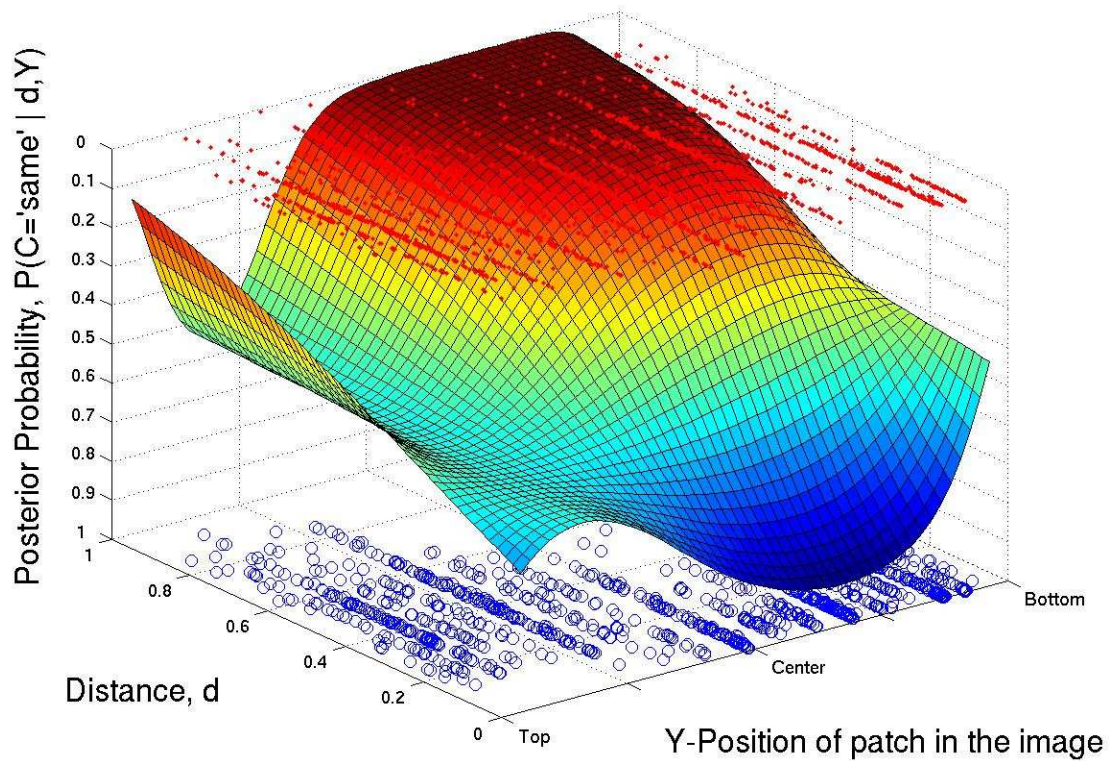 Posterior Probability, P(C='same' | d,Y)
0
0.1
0.2
0.3
0.4
0.5
0.6
0.7
0.8
0.9
1
1
0.8
0.6
0.4
0.2
0
Distance, d
Top
Center
Bottom
Y-Position of patch in the image